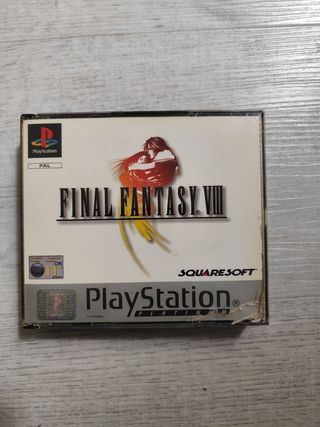 PlayStation
PAL
FINAL FANTASY VIII
SQUARESOFT
PlayStation
PLATINUM